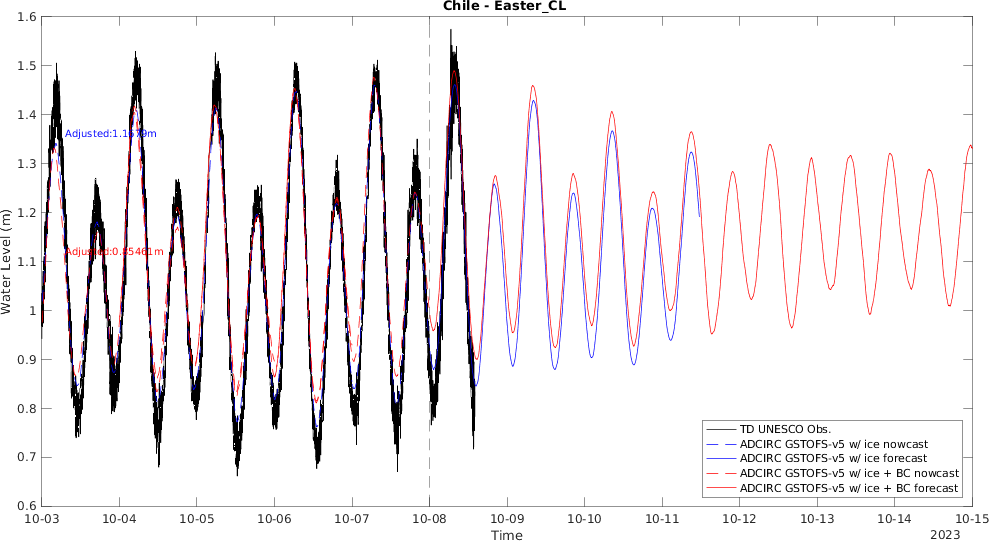 Chile - Easter_CL
Water Level (m)
1.6
1.5
1.4
1.3
1.2
1.1
1
0.9
0.8
0.7
0.6
Adjusted:1.1679m
Adjusted:0.85461m
TD UNESCO Obs.
ADCIRC GSTOFS-v5 w/ ice nowcast
ADCIRC GSTOFS-v5 w/ ice forecast
ADCIRC GSTOFS-v5 w/ ice + BC nowcast
ADCIRC GSTOFS-v5 w/ ice + BC forecast
10-03 10-04 10-05 10-06 10-07 10-08 10-09 10-10 10-11 10-12 10-13 10-14 10-15
Time
2023